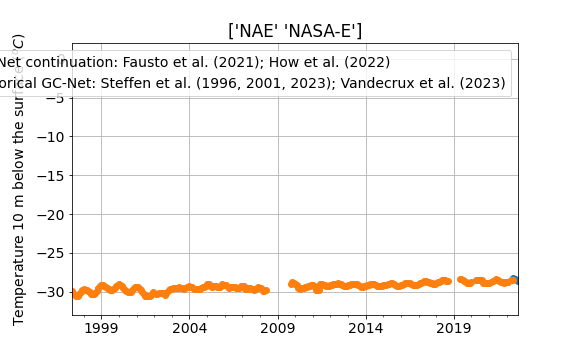 ['NAE' 'NASA-E']
Net continuation: Fausto et al. (2021); How et al. (2022)
orical GC-Net: Steffen et al. (1996, 2001, 2023); Vandecrux et al. (2023)
Temperature 10 m below the surface (°C)
−5
−10
−15
−20
−25
−30
1999
2004
2009
2014
2019